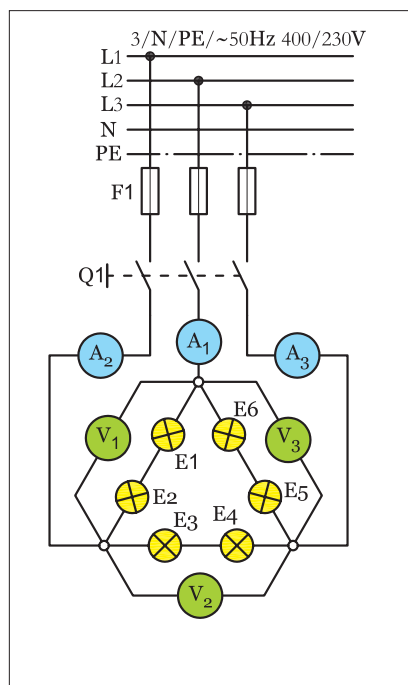 3/N/PE/~50Hz 400/230V
L1
L2
L3
N
PE
F1
Q1
A₁
A₂
A₃
E6
V₁
V₃
E1
E5
E2
E3
E4
V₂